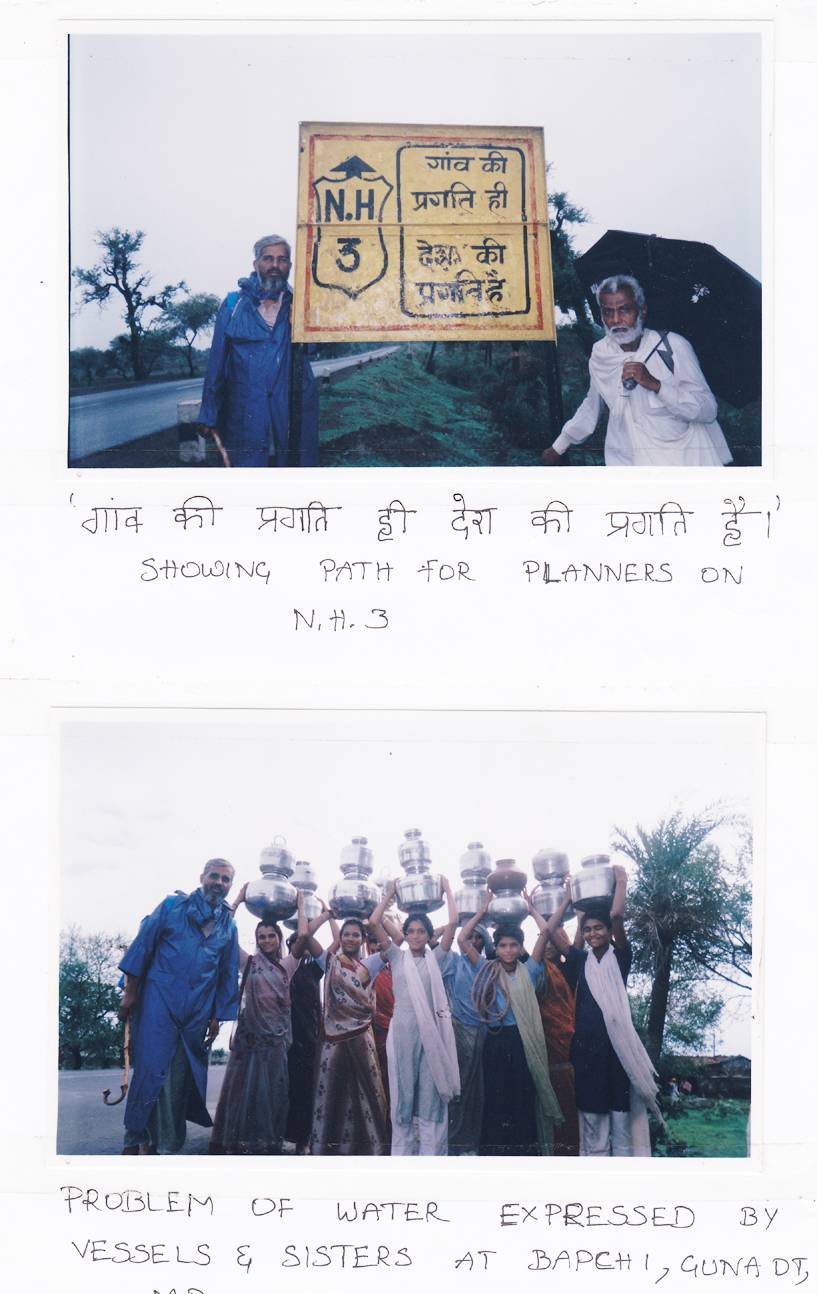 N.H
3
गांव की
प्रगति ही
देश की
प्रगति है
'गांव की प्रगति ही देश की प्रगति है।'
SHOWING PATH FOR PLANNERS ON
N.H. 3
PROBLEM OF WATER EXPRESSED BY
VESSELS & SISTERS AT BAPCHI, GUNA DT,